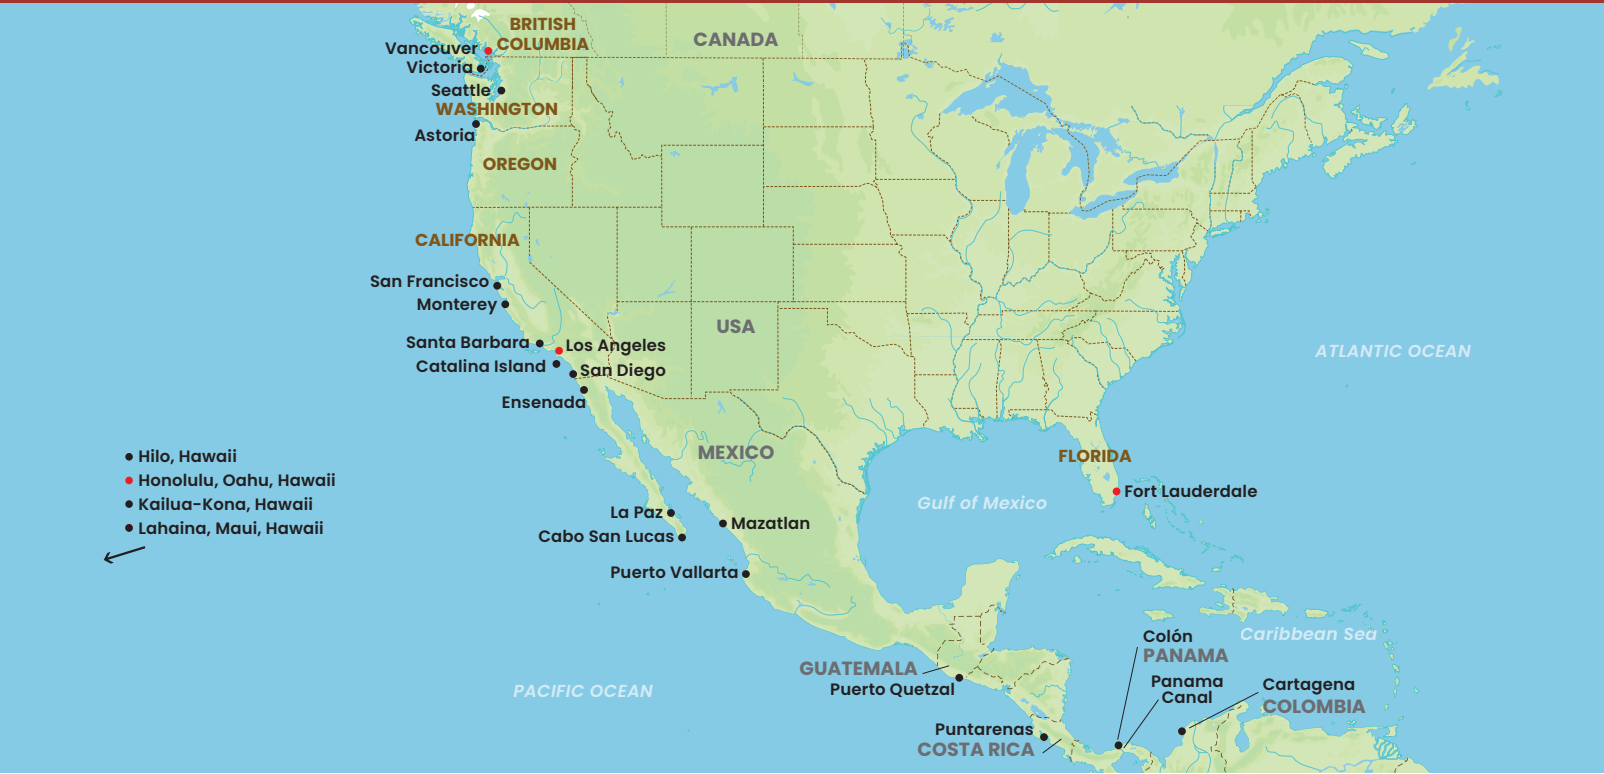 BRITISH
COLUMBIA
CANADA
Vancouver
Victoria
Seattle
WASHINGTON
Astoria
OREGON
CALIFORNIA
San Francisco
Monterey
USA
Santa Barbara
Los Angeles
ATLANTIC OCEAN
Catalina Island
San Diego
Ensenada
MEXICO
FLORIDA
Hilo, Hawaii
Honolulu, Oahu, Hawaii
Kailua-Kona, Hawaii
Lahaina, Maui, Hawaii
Fort Lauderdale
Gulf of Mexico
La Paz
Mazatlan
Cabo San Lucas
Puerto Vallarta
Caribbean Sea
Colón
PANAMA
GUATEMALA
Puerto Quetzal
PACIFIC OCEAN
Panama
Canal
Cartagena
COLOMBIA
Puntarenas
COSTA RICA